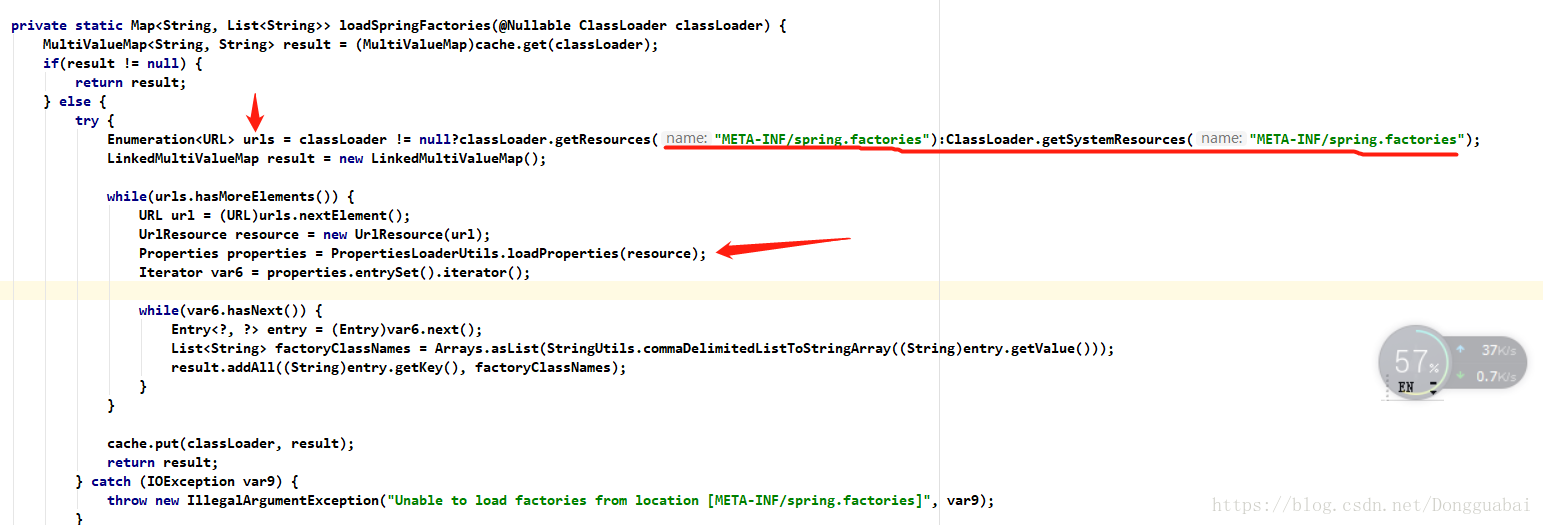 private static Map<String, List<String>> loadSpringFactories(@Nullable ClassLoader classLoader) {
MultiValueMap<String, String> result = (MultiValueMap)cache.get(classLoader);
if(result != null) {
return result;
} else {
try {
Enumeration<URL> urls = classLoader != null?classLoader.getResources( name: "META-INF/spring.factories"):ClassLoader.getSystemResources( name: "META-INF/spring.factories");
LinkedMultiValueMap result = new LinkedMultiValueMap();
while(urls.hasMoreElements()) {
URL url = (URL)urls.nextElement();
UrlResource resource = new UrlResource(url);
Properties properties = PropertiesLoaderUtils.loadProperties(resource);
Iterator var6 = properties.entrySet().iterator();
while(var6.hasNext()) {
Entry<?, ?> entry = (Entry)var6.next();
List<String> factoryClassNames = Arrays.asList(StringUtils.commaDelimitedListToStringArray((String)entry.getValue()));
result.addAll((String)entry.getKey(), factoryClassNames);
}
}
57%
37K/s
0.7K/s
EN
cache.put(classLoader, result);
return result;
} catch (IOException var9) {
throw new IllegalArgumentException("Unable to load factories from location [META-INF/spring.factories]", var9);
}
https://blog.csdn.net/Dongguabai